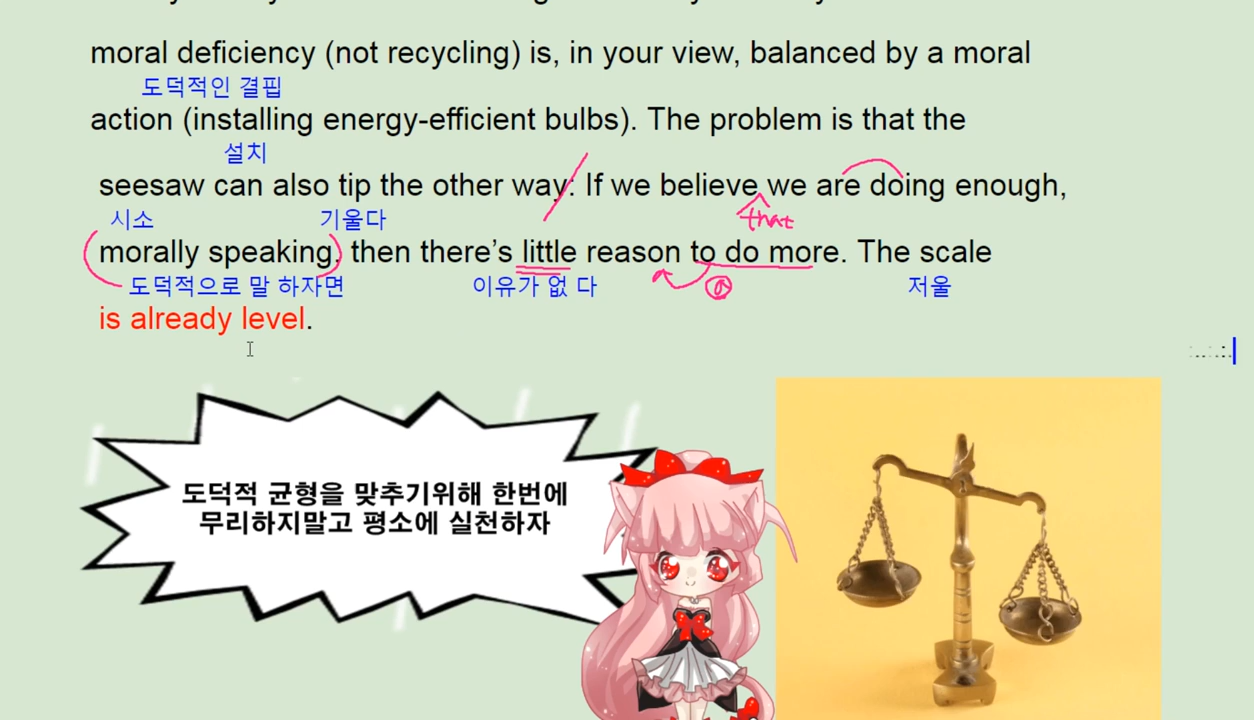 moral deficiency (not recycling) is, in your view, balanced by a moral
도덕적인 결핍
action (installing energy-efficient bulbs). The problem is that the
설치
seesaw can also tip the other way: If we believe we are doing enough,
시소 기울다
that
morally speaking, then there’s little reason to do more. The scale
도덕적으로 말 하자면 이유가 없 다 저울
is already level.
도덕적 균형을 맞추기위해 한번에
무리하지말고 평소에 실천하자